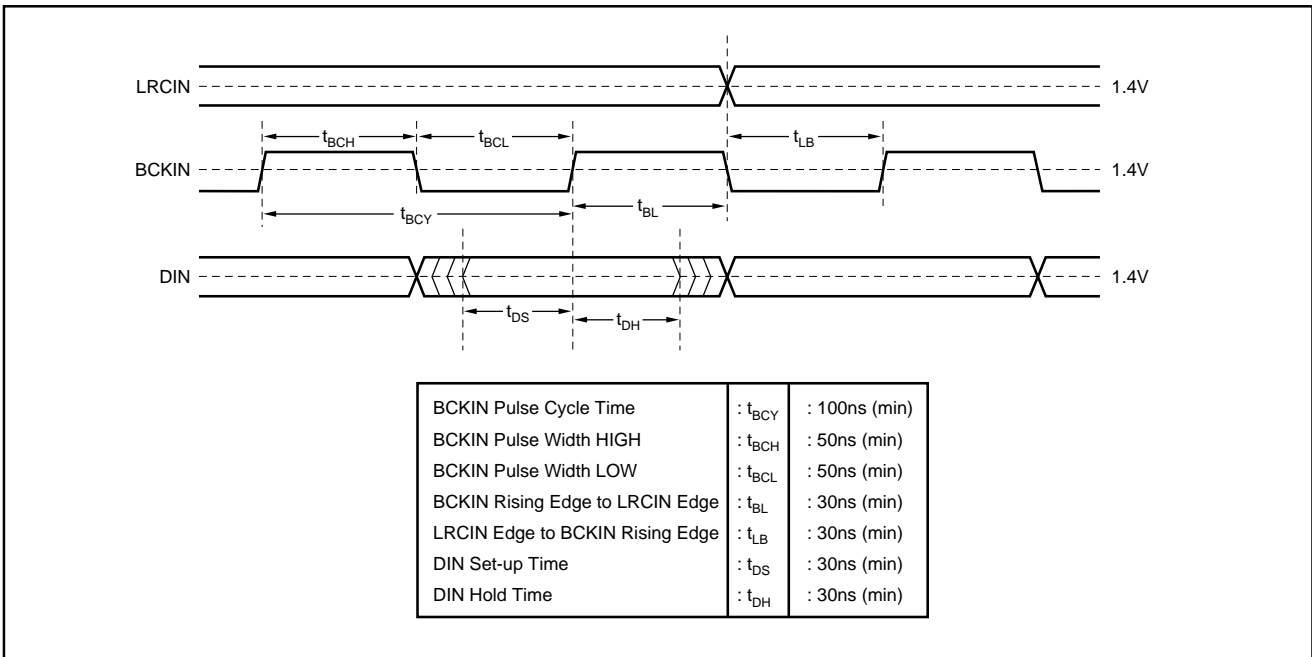 LRCIN 1.4V
tBCH tBCL tLB
BCKIN 1.4V
tBCY tBL
DIN 1.4V
tDS tDH
BCKIN Pulse Cycle Time : tBCY : 100ns (min)
BCKIN Pulse Width HIGH : tBCH : 50ns (min)
BCKIN Pulse Width LOW : tBCL : 50ns (min)
BCKIN Rising Edge to LRCIN Edge : tBL : 30ns (min)
LRCIN Edge to BCKIN Rising Edge : tLB : 30ns (min)
DIN Set-up Time : tDS : 30ns (min)
DIN Hold Time : tDH : 30ns (min)